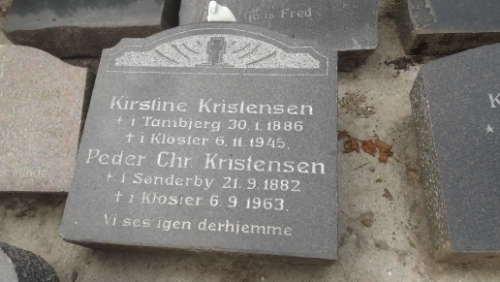 Fred
Kirstine Kristensen
† i Tambjerg 30.1.1886
† i Kloster 6.11.1945.
Peder Chr. Kristensen
† i Sønderby 21.9.1882
† i Kloster 6.9.1963.
Vi ses igen derhjemme
K